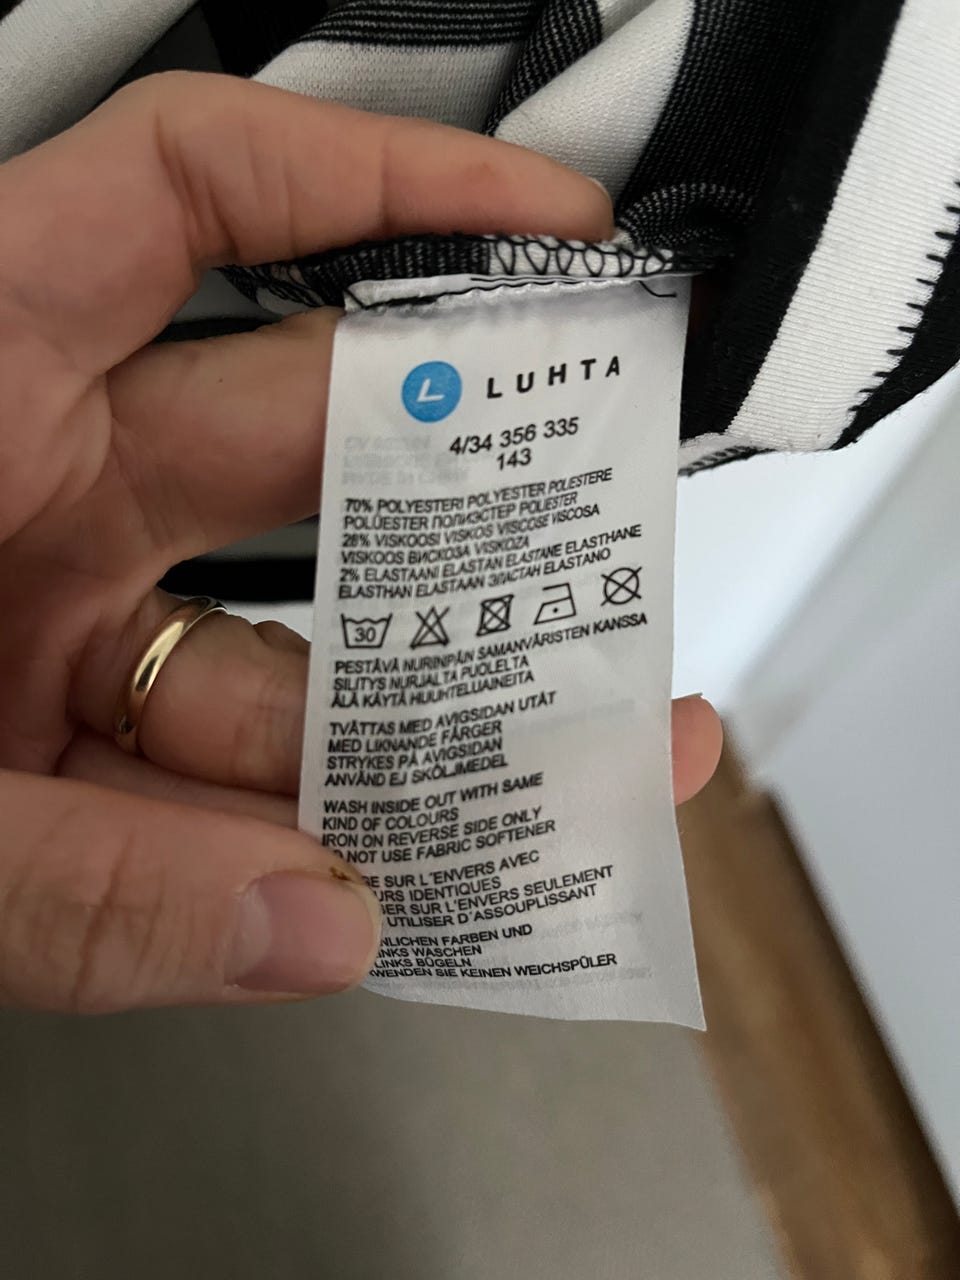 L LUHTA
4/34 356 335
143
70% POLYESTERI POLYESTER POLIESTERE
POLÜESTER ПОЛИЭСТЕР POLIESTER
28% VISKOOSI VISKOS VISCOSE VISCOSA
VISKOOS ВИСКОЗА VISKOZA
2% ELASTAANI ELASTAN ELASTANE ELASTHANE
ELASTHAN ELASTAAN ЭЛАСТАН ELASTANO
30
PESTÄVÄ NURINPÄN SAMANVÄRISTEN KANSSA
SILITYS NURJALTA PUOLELTA
ÄLÄ KÄYTÄ HUUHTELUAINEITA
TVÄTTAS MED AVIGSIDAN UTÅT
MED LIKNANDE FÄRGER
STRYKES PÅ AVIGSIDAN
ANVÄND EJ SKÖLJMEDEL
WASH INSIDE OUT WITH SAME
KIND OF COLOURS
IRON ON REVERSE SIDE ONLY
NOT USE FABRIC SOFTENER
SUR L'ENVERS AVEC
IDENTIQUES
SUR L'ENVERS SEULEMENT
UTILISER D'ASSOUPLISSANT
FARBEN UND
WASCHEN
LINKS BÜGELN
SIE KEINEN WEICHSPÜLER